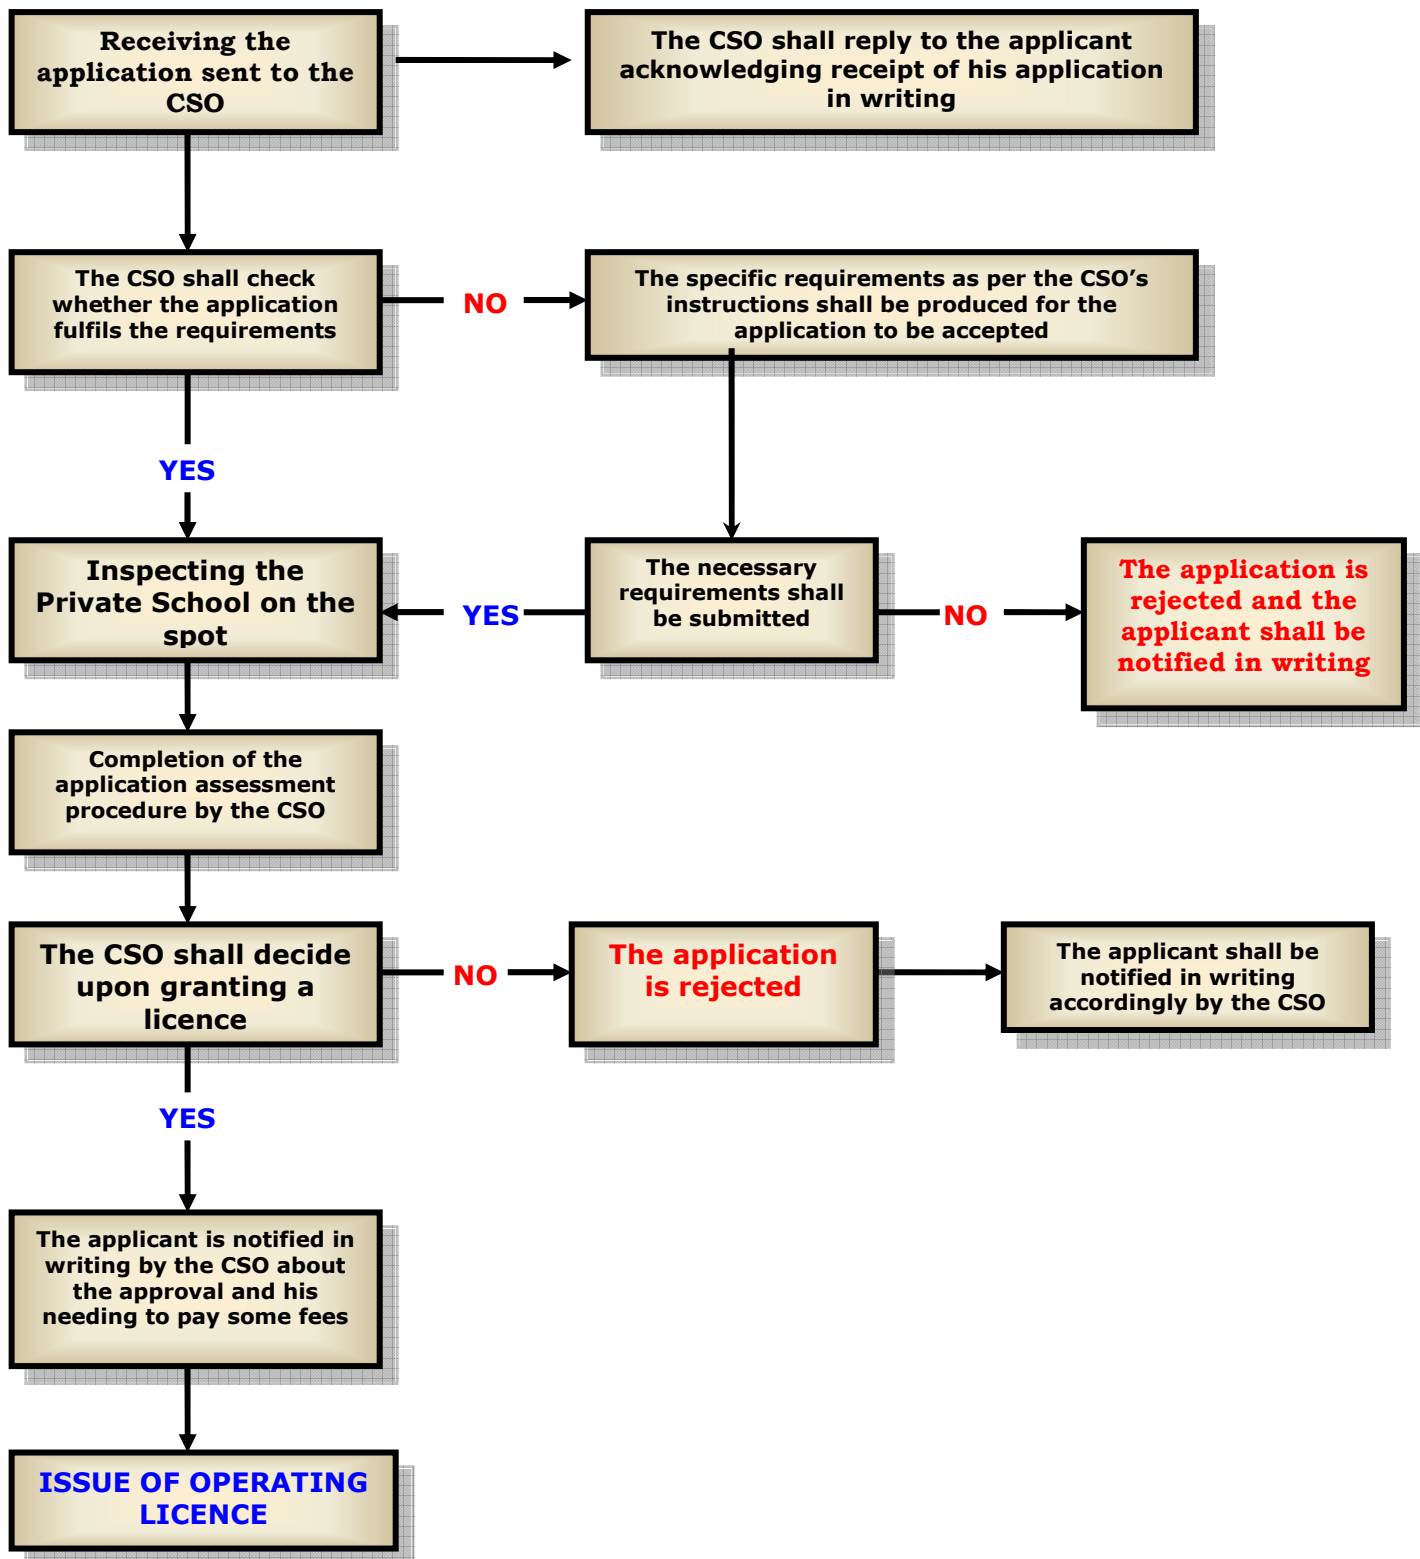 Receiving the
application sent to the
CSO
The CSO shall reply to the applicant
acknowledging receipt of his application
in writing
The CSO shall check
whether the application
fulfils the requirements
NO
The specific requirements as per the CSO’s
instructions shall be produced for the
application to be accepted
YES
Inspecting the
Private School on the
spot
YES
The necessary
requirements shall
be submitted
NO
The application is
rejected and the
applicant shall be
notified in writing
Completion of the
application assessment
procedure by the CSO
The CSO shall decide
upon granting a
licence
NO
The application
is rejected
The applicant shall be
notified in writing
accordingly by the CSO
YES
The applicant is notified in
writing by the CSO about
the approval and his
needing to pay some fees
ISSUE OF OPERATING
LICENCE